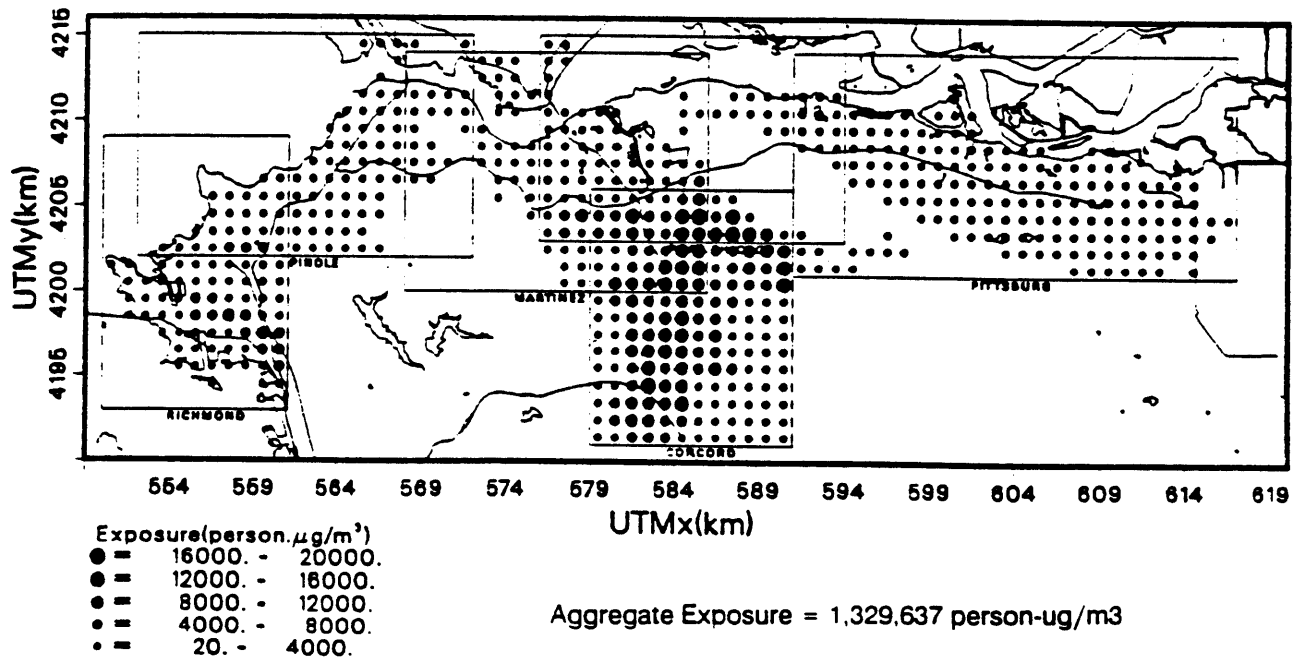 4215
4210
4205
4200
4195
UTMy(km)
PINOLE
MARTINEZ
PITTSBURG
RICHMOND
CORCORD
554 559 564 569 574 579 584 589 594 599 604 609 614 619
UTMx(km)
Exposure(person.μg/m³)
= 16000. - 20000.
= 12000. - 16000.
= 8000. - 12000.
= 4000. - 8000.
= 20. - 4000.
Aggregate Exposure = 1,329,637 person-ug/m3